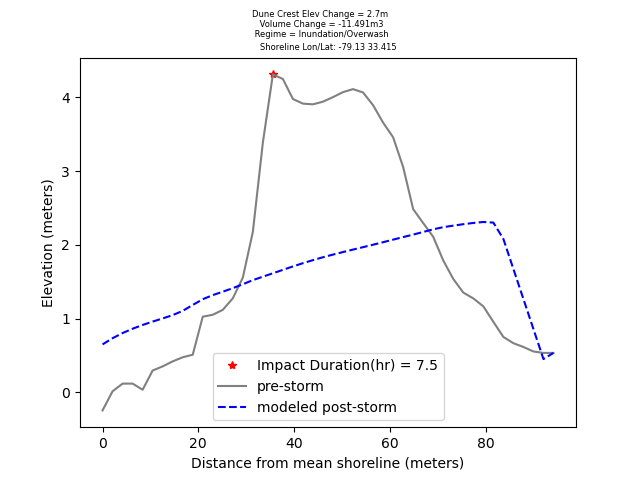 Dune Crest Elev Change = 2.7m
Volume Change = -11.491m3
Regime = Inundation/Overwash
Shoreline Lon/Lat: -79.13 33.415
4
3
2
1
0
Elevation (meters)
Impact Duration(hr) = 7.5
pre-storm
modeled post-storm
0 20 40 60 80
Distance from mean shoreline (meters)